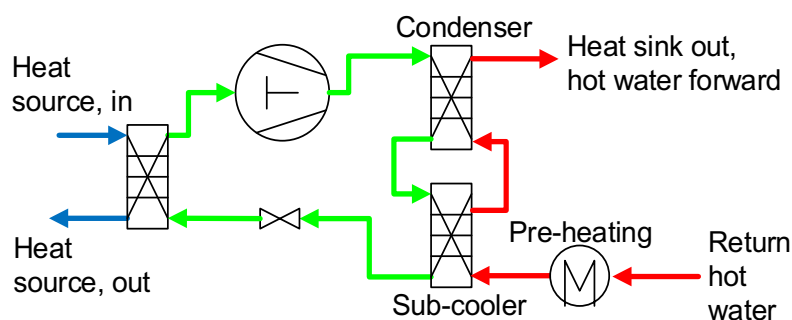 Condenser
Heat sink out,
hot water forward
Heat
source, in
Heat
source, out
Pre-heating
Return
hot
water
Sub-cooler